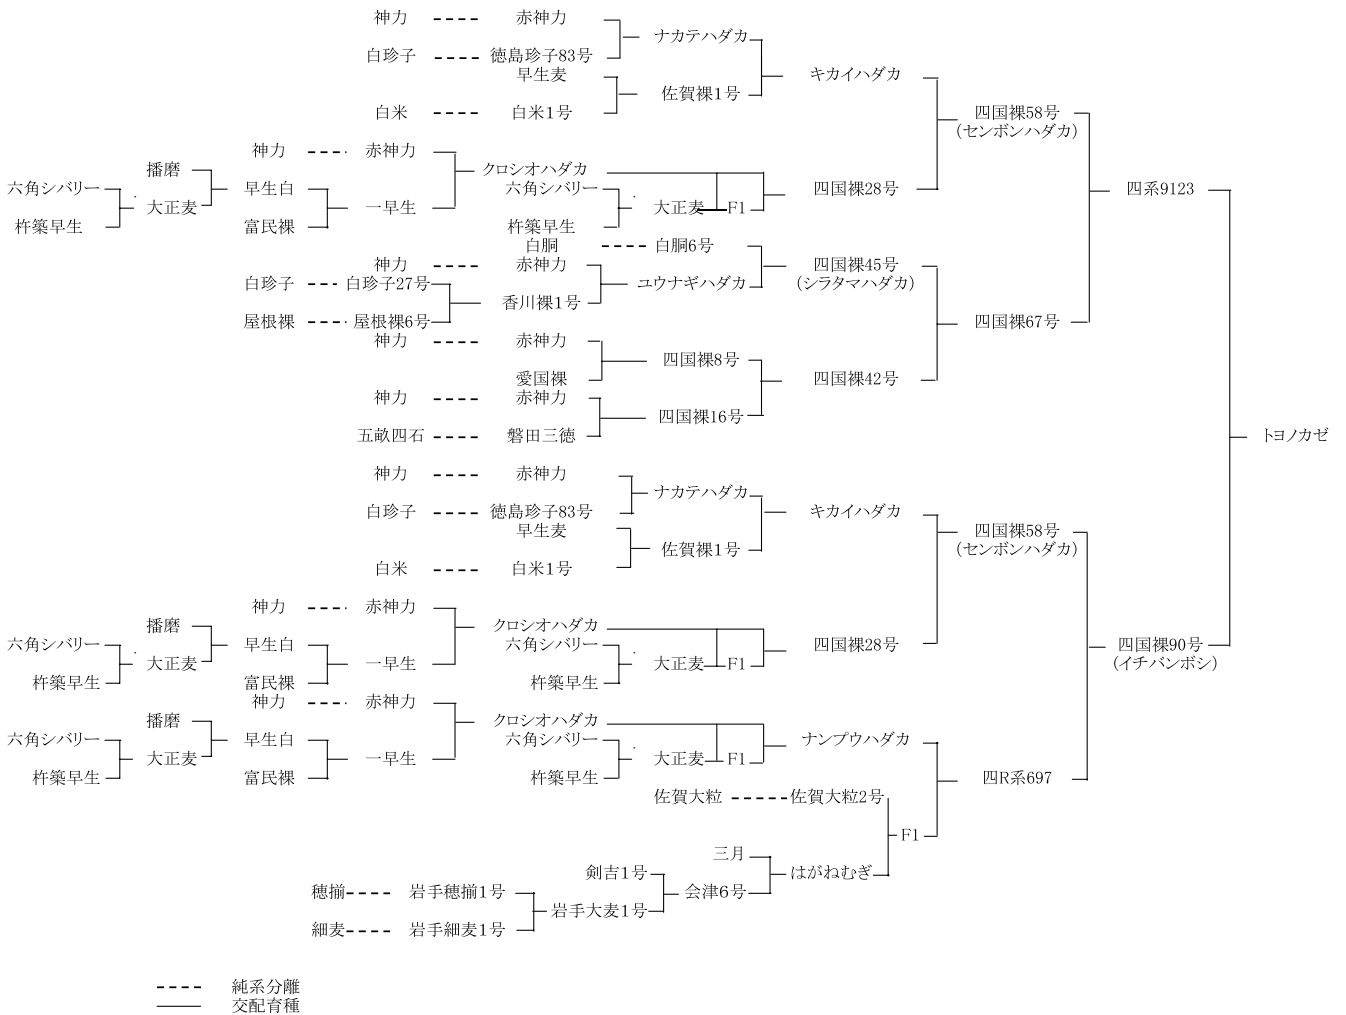 神力 赤神力
ナカテハダカ
白珍子 徳島珍子83号
早生麦 キカイハダカ
佐賀裸1号
白米 白米1号 四国裸58号
(センボンハダカ)
神力 赤神力
播磨 クロシオハダカ
六角シバリー 早生白 六角シバリー 四国裸28号 四系9123
大正麦 一早生 大正麦 F1
杵築早生 富民裸 杵築早生
白胴 白胴6号
神力 赤神力 四国裸45号
白珍子 白珍子27号 ユウナギハダカ (シラタマハダカ)
香川裸1号
屋根裸 屋根裸6号 四国裸67号
神力 赤神力
四国裸8号
愛国裸 四国裸42号
神力 赤神力
四国裸16号
五畝四石 磐田三徳 トヨノカゼ
神力 赤神力
ナカテハダカ
白珍子 徳島珍子83号 キカイハダカ
早生麦 四国裸58号
佐賀裸1号 (センボンハダカ)
白米 白米1号
神力 赤神力
播磨 クロシオハダカ
六角シバリー 早生白 六角シバリー 四国裸28号 四国裸90号
大正麦 一早生 大正麦 F1 (イチバンボシ)
杵築早生 富民裸 杵築早生
神力 赤神力
播磨 クロシオハダカ
六角シバリー 早生白 六角シバリー ナンプウハダカ
大正麦 一早生 大正麦 F1
杵築早生 富民裸 杵築早生 四R系697
佐賀大粒 佐賀大粒2号
F1
三月
剣吉1号 はがねむぎ
穂揃 岩手穂揃1号 会津6号
岩手大麦1号
細麦 岩手細麦1号
純系分離
交配育種